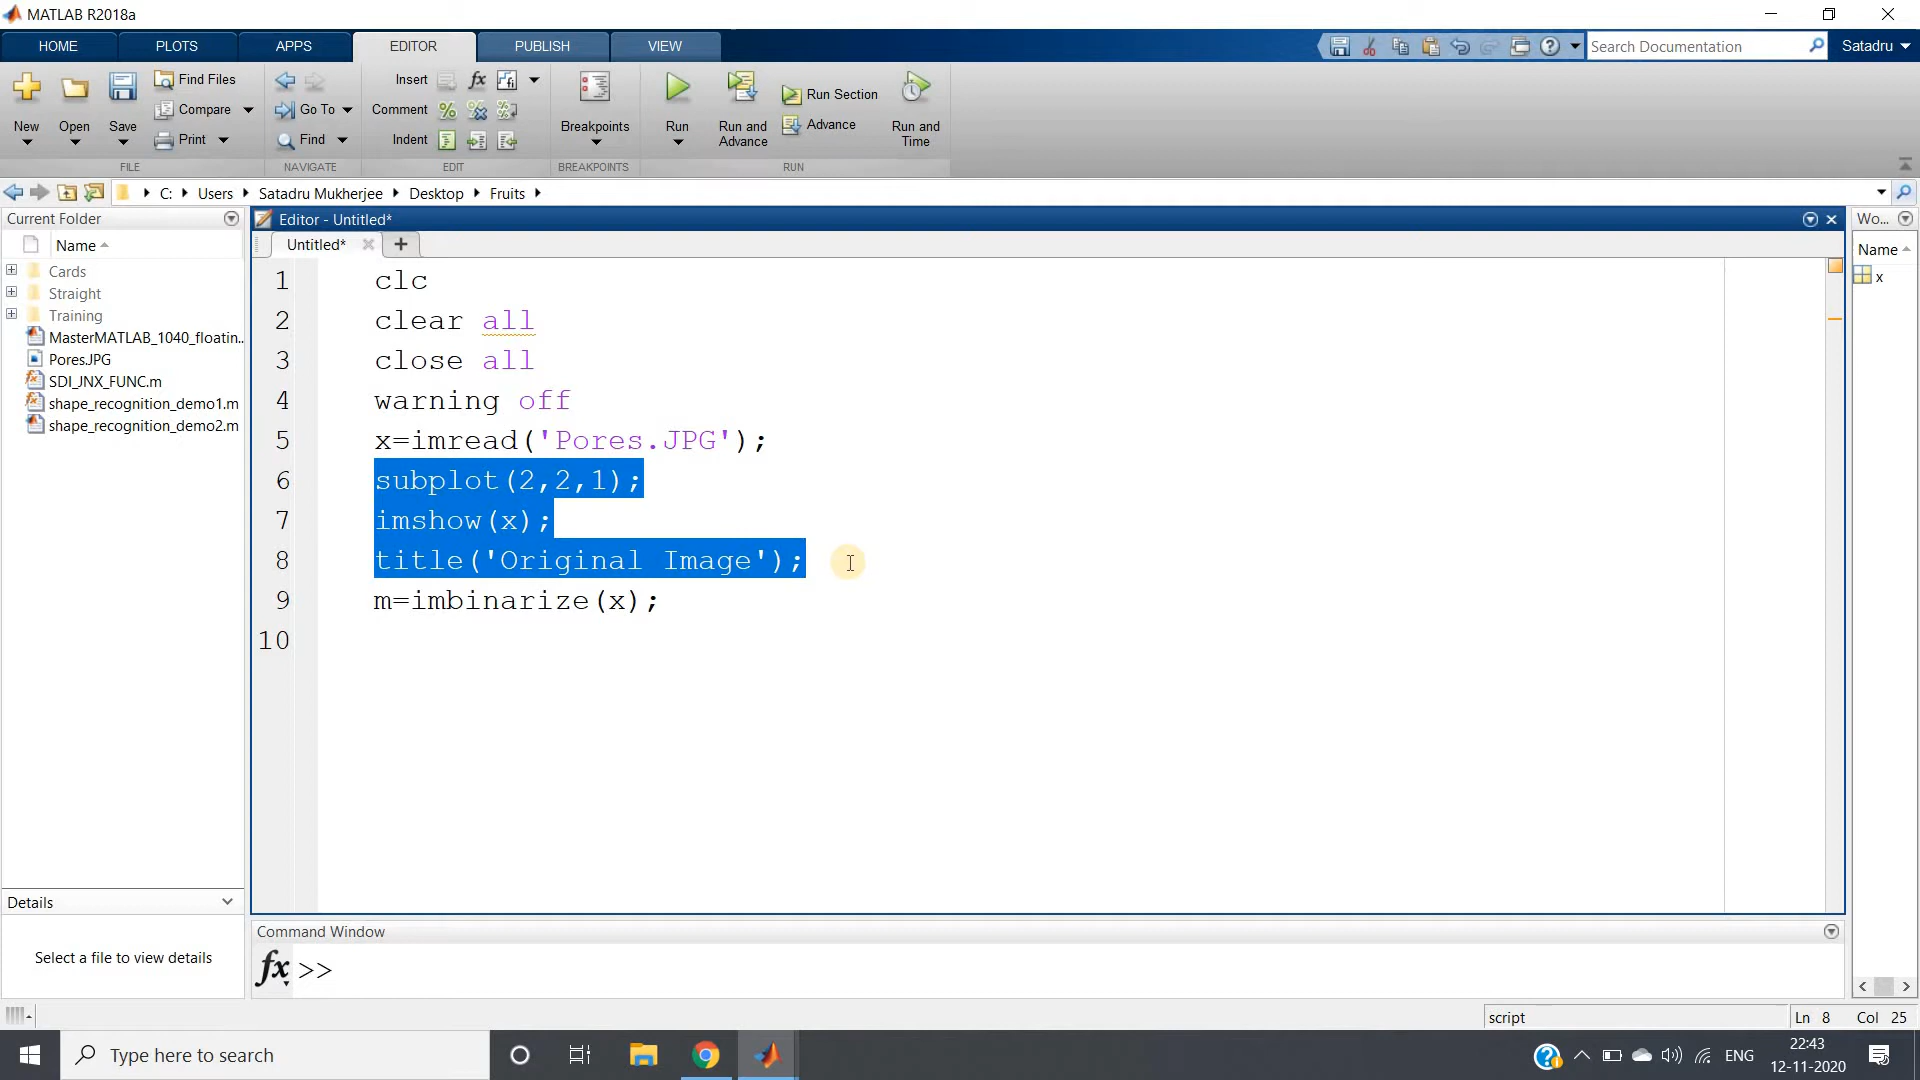 MATLAB R2018a
HOME PLOTS APPS EDITOR PUBLISH VIEW
Search Documentation
Satadru
New Open Save
Find Files
Compare
Print
FILE
Go To
Find
NAVIGATE
Insert fx
Comment
Indent
EDIT
Breakpoints
BREAKPOINTS
Run
Run and Advance
Run Section
Advance
Run and Time
RUN
C: Users Satadru Mukherjee Desktop Fruits
Current Folder
Name
Cards
Straight
Training
MasterMATLAB_1040_floatin..
Pores.JPG
SDI_JNX_FUNC.m
shape_recognition_demo1.m
shape_recognition_demo2.m
Details
Select a file to view details
Editor - Untitled*
Untitled*
1 clc
2 clear all
3 close all
4 warning off
5 x=imread('Pores.JPG');
6 subplot(2,2,1);
7 imshow(x);
8 title('Original Image');
9 m=imbinarize(x);
10
Command Window
fx >>
Wo...
Name
x
script
Ln 8 Col 25
Type here to search
ENG
22:43
12-11-2020